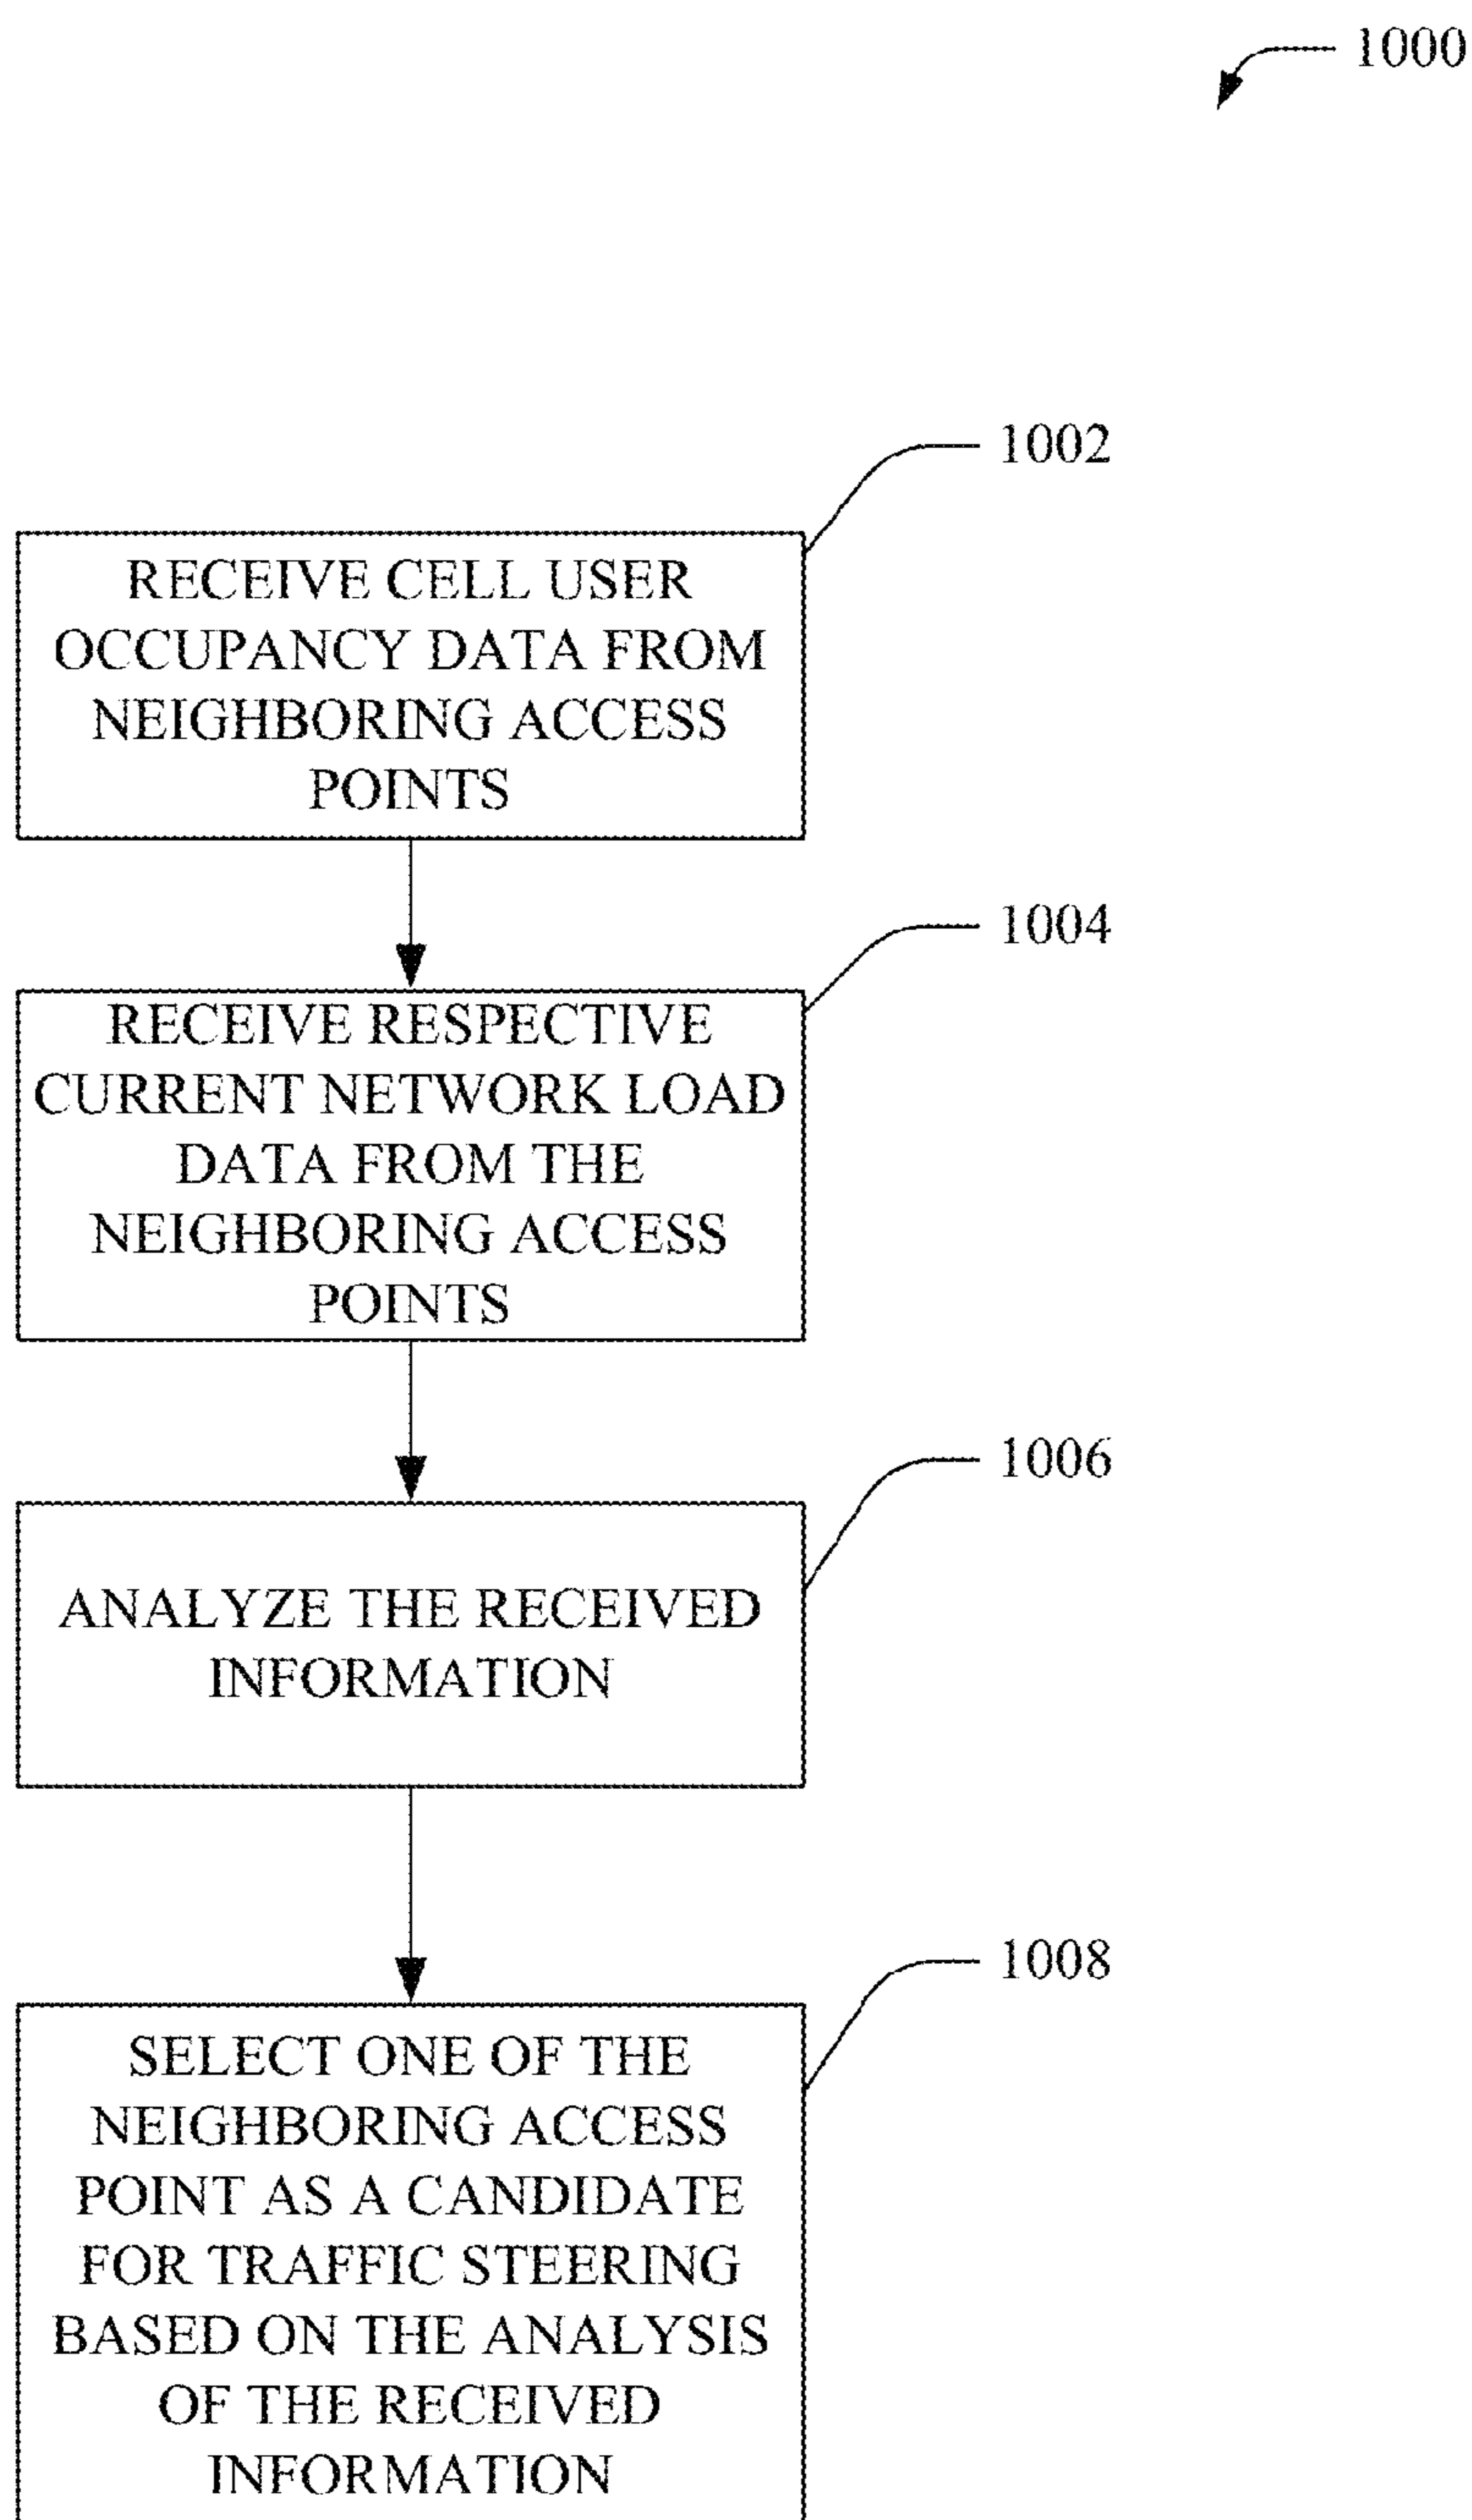 1000
1002
RECEIVE CELL USER
OCCUPANCY DATA FROM
NEIGHBORING ACCESS
POINTS
1004
RECEIVE RESPECTIVE
CURRENT NETWORK LOAD
DATA FROM THE
NEIGHBORING ACCESS
POINTS
1006
ANALYZE THE RECEIVED
INFORMATION
1008
SELECT ONE OF THE
NEIGHBORING ACCESS
POINT AS A CANDIDATE
FOR TRAFFIC STEERING
BASED ON THE ANALYSIS
OF THE RECEIVED
INFORMATION